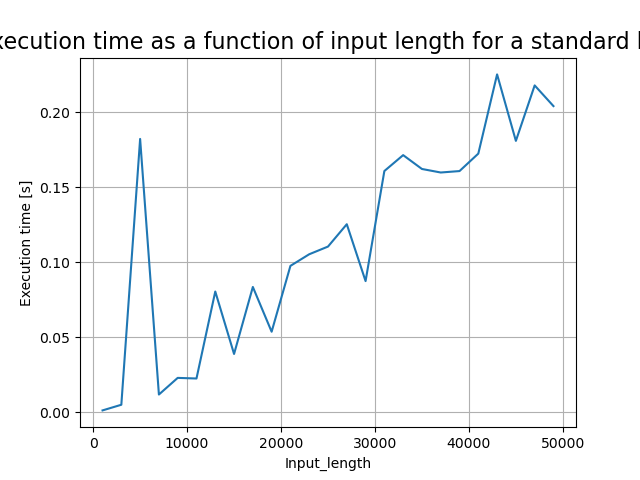 xecution time as a function of input length for a standard
0.20
0.15
0.10
0.05
0.00
Execution time [s]
0 10000 20000 30000 40000 50000
Input_length